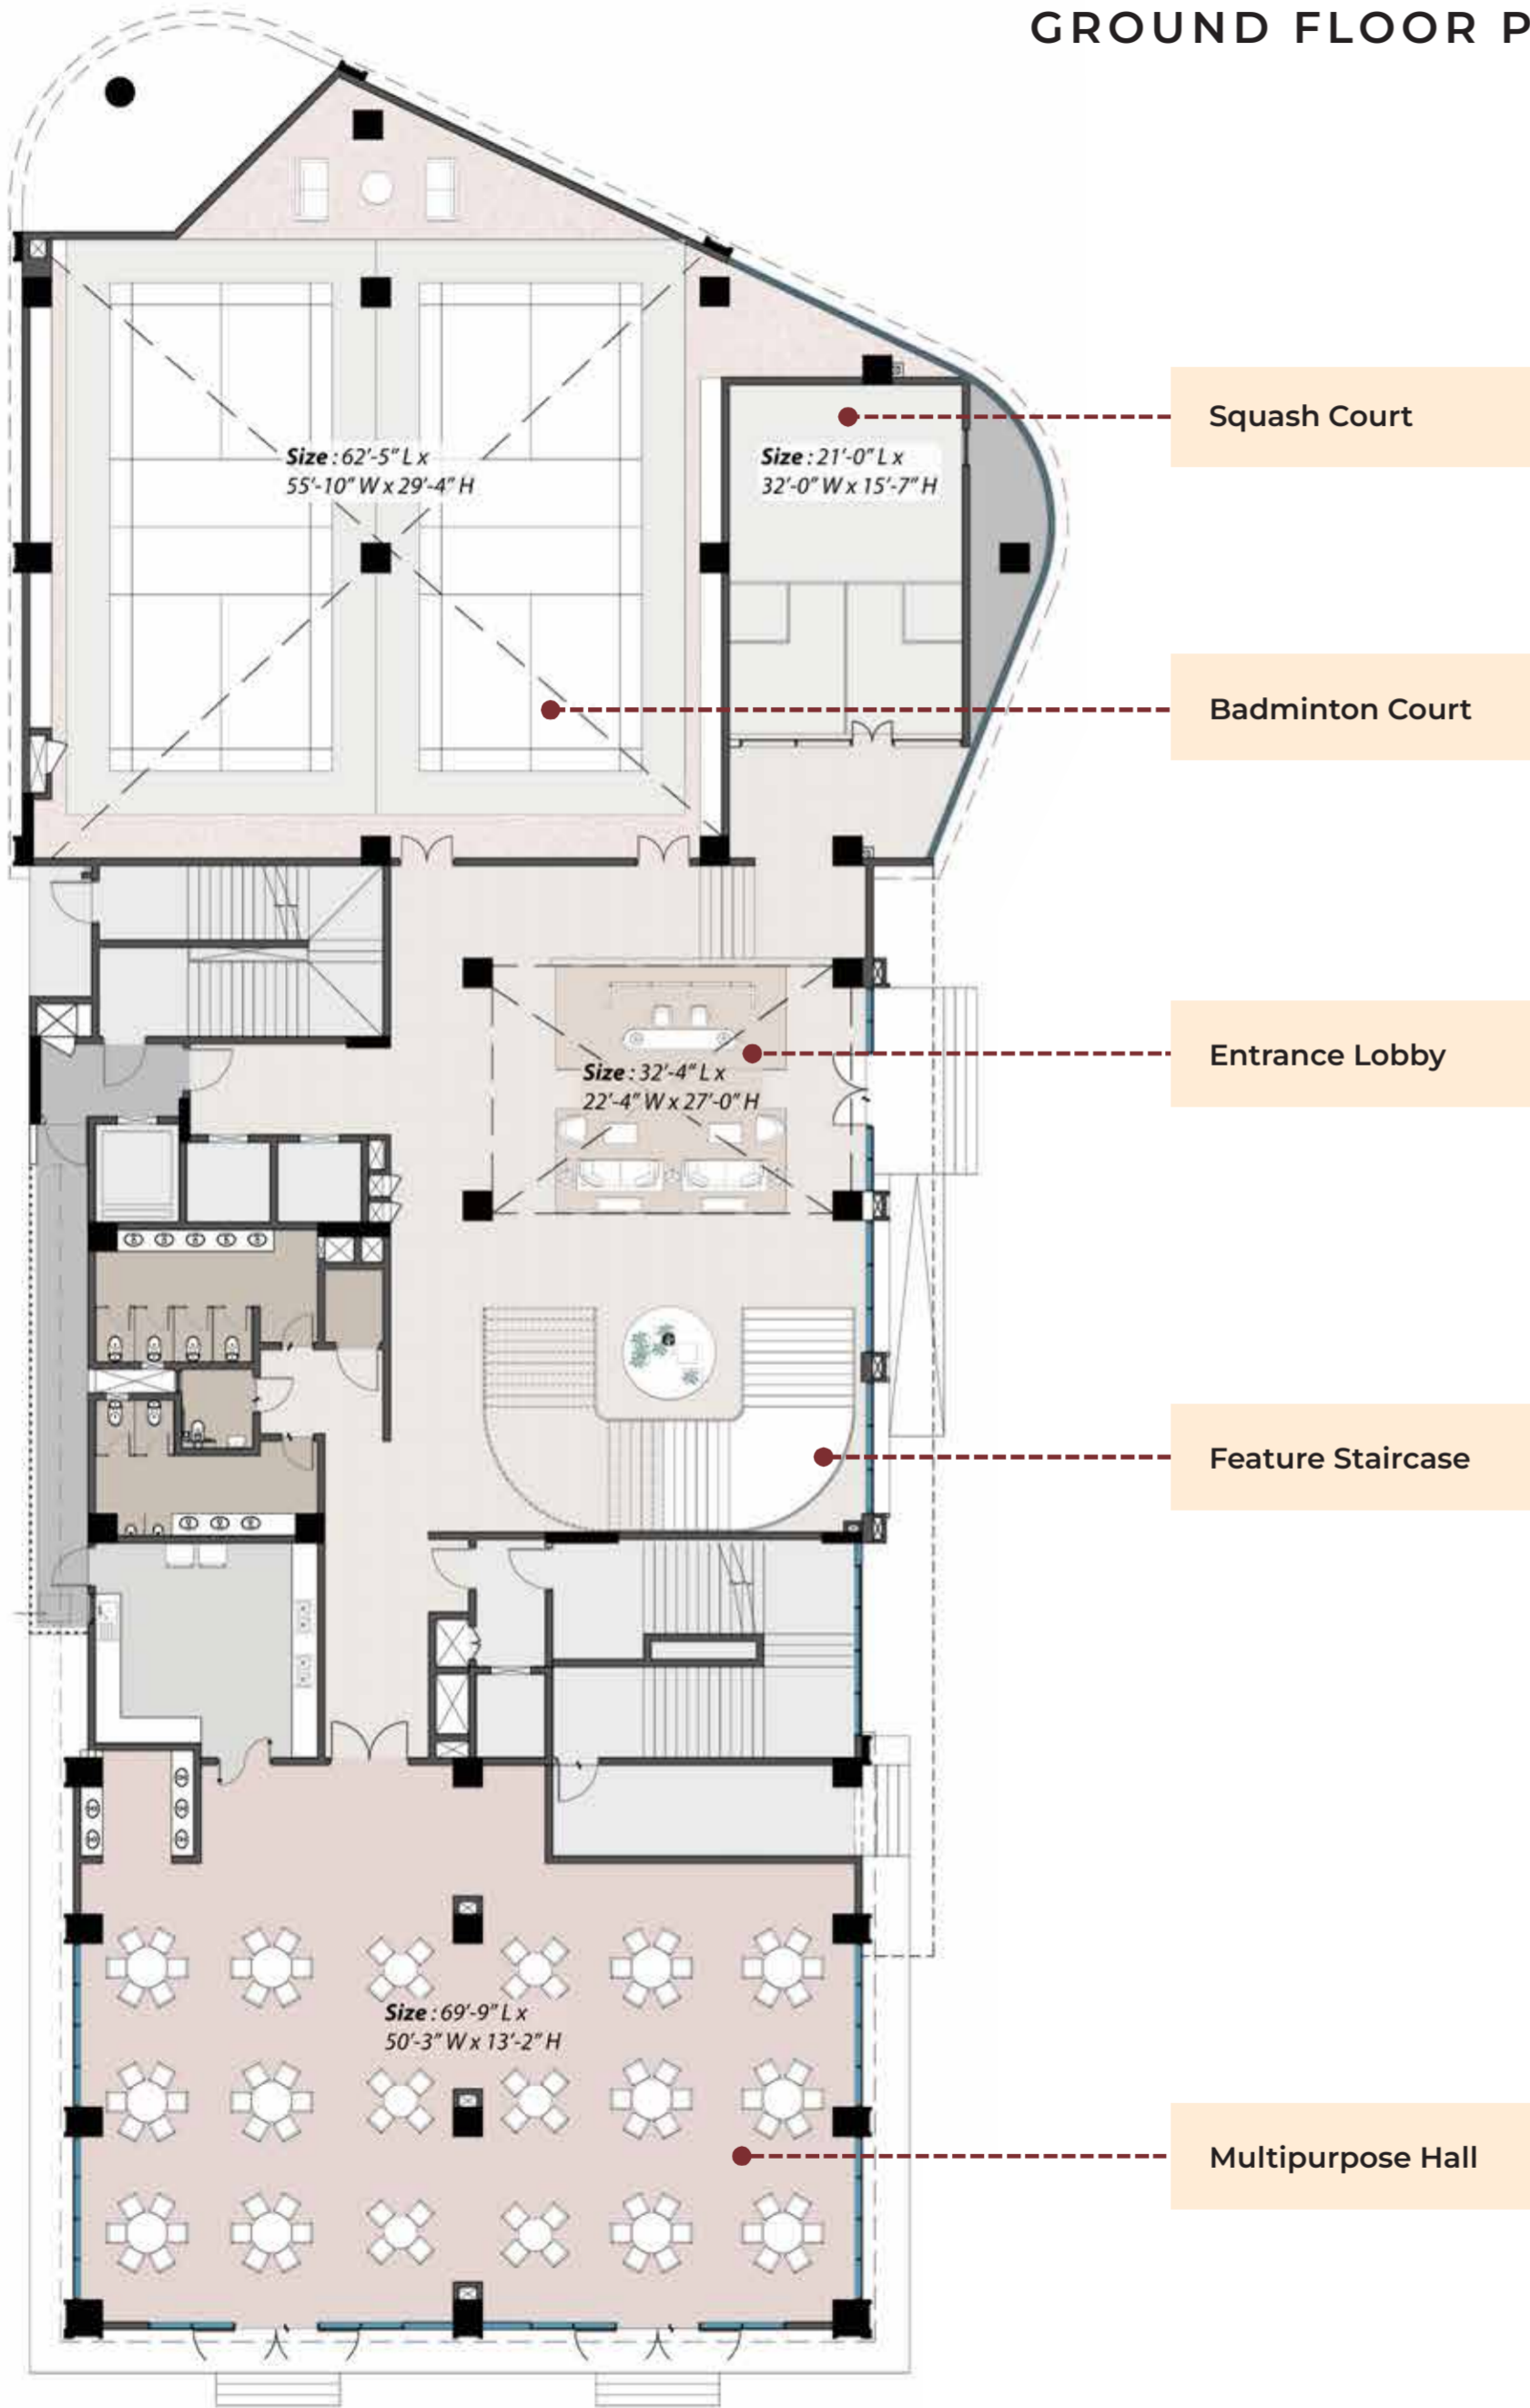 GROUND FLOOR P
Size : 62'-5" L x
55'-10" W x 29'-4" H
Size : 21'-0" L x
32'-0" W x 15'-7" H
Squash Court
Badminton Court
Size : 32'-4" L x
22'-4" W x 27'-0" H
Entrance Lobby
Feature Staircase
Size : 69'-9" L x
50'-3" W x 13'-2" H
Multipurpose Hall